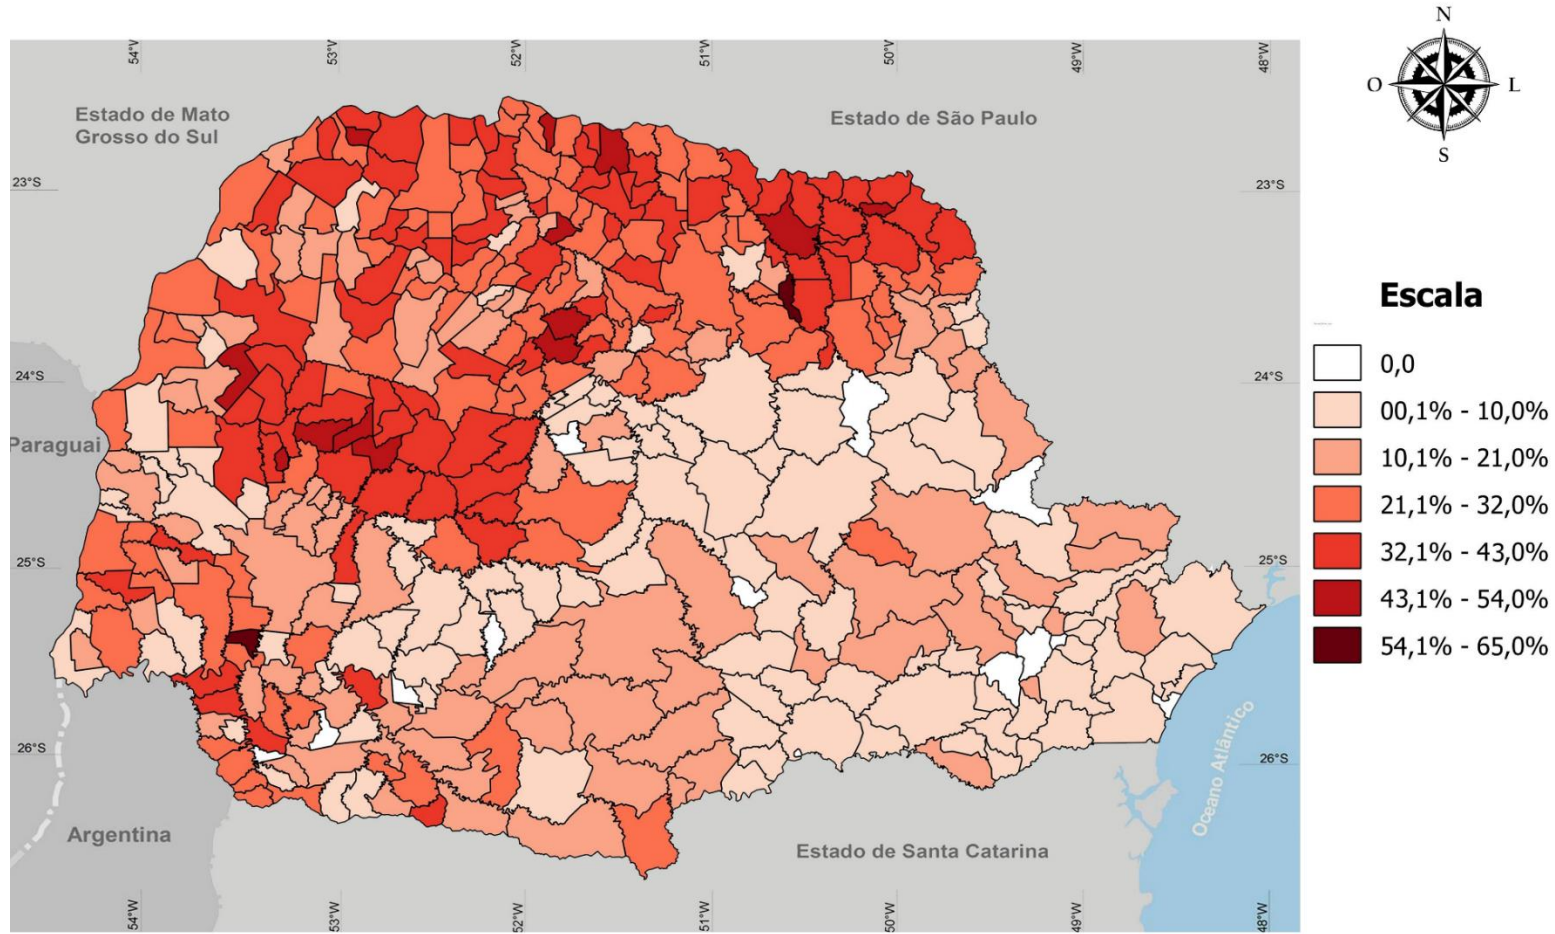 N
O
L
S
54°W
53°W
52°W
51°W
50°W
49°W
48°W
Estado de Mato
Grosso do Sul
Estado de São Paulo
23°S
23°S
24°S
24°S
Paraguai
25°S
25°S
26°S
26°S
Argentina
Estado de Santa Catarina
Oceano Atlântico
54°W
53°W
52°W
51°W
50°W
49°W
48°W
Escala
0,0
00,1% - 10,0%
10,1% - 21,0%
21,1% - 32,0%
32,1% - 43,0%
43,1% - 54,0%
54,1% - 65,0%